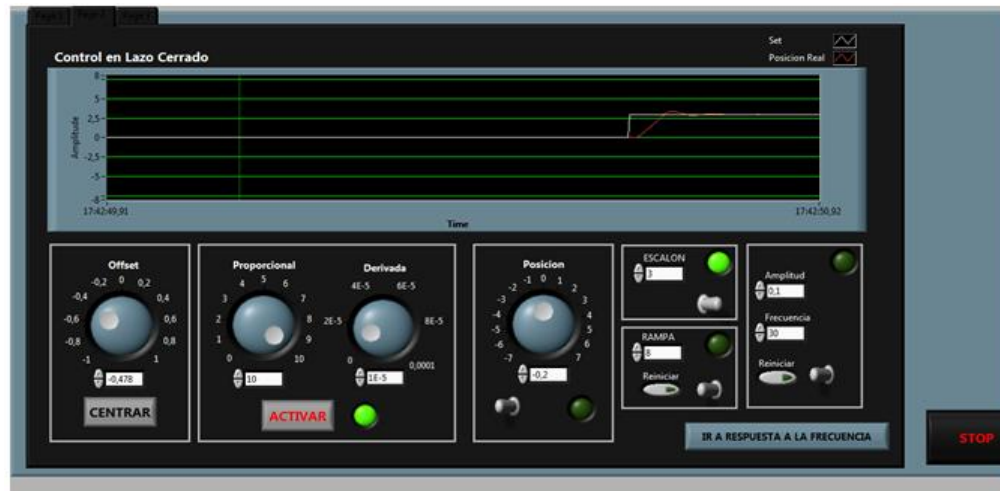 Control en Lazo Cerrado
Set
Posicion Real
Amplitude
8
5
2,5
0
-2,5
-5
-8
17:42:49,91
17:42:50,92
Time
Offset
-1
-0,8
-0,6
-0,4
-0,2
0
0,2
0,4
0,6
0,8
1
-0,478
CENTRAR
Proporcional
0
1
2
3
4
5
6
7
8
9
10
10
Derivada
0
2E-5
4E-5
6E-5
8E-5
0,0001
1E-5
ACTIVAR
Posicion
-7
-6
-5
-4
-3
-2
-1
0
1
2
3
4
5
6
7
-0,2
ESCALON
3
RAMPA
8
Reiniciar
Amplitud
0,1
Frecuencia
30
Reiniciar
IR A RESPUESTA A LA FRECUENCIA
STOP